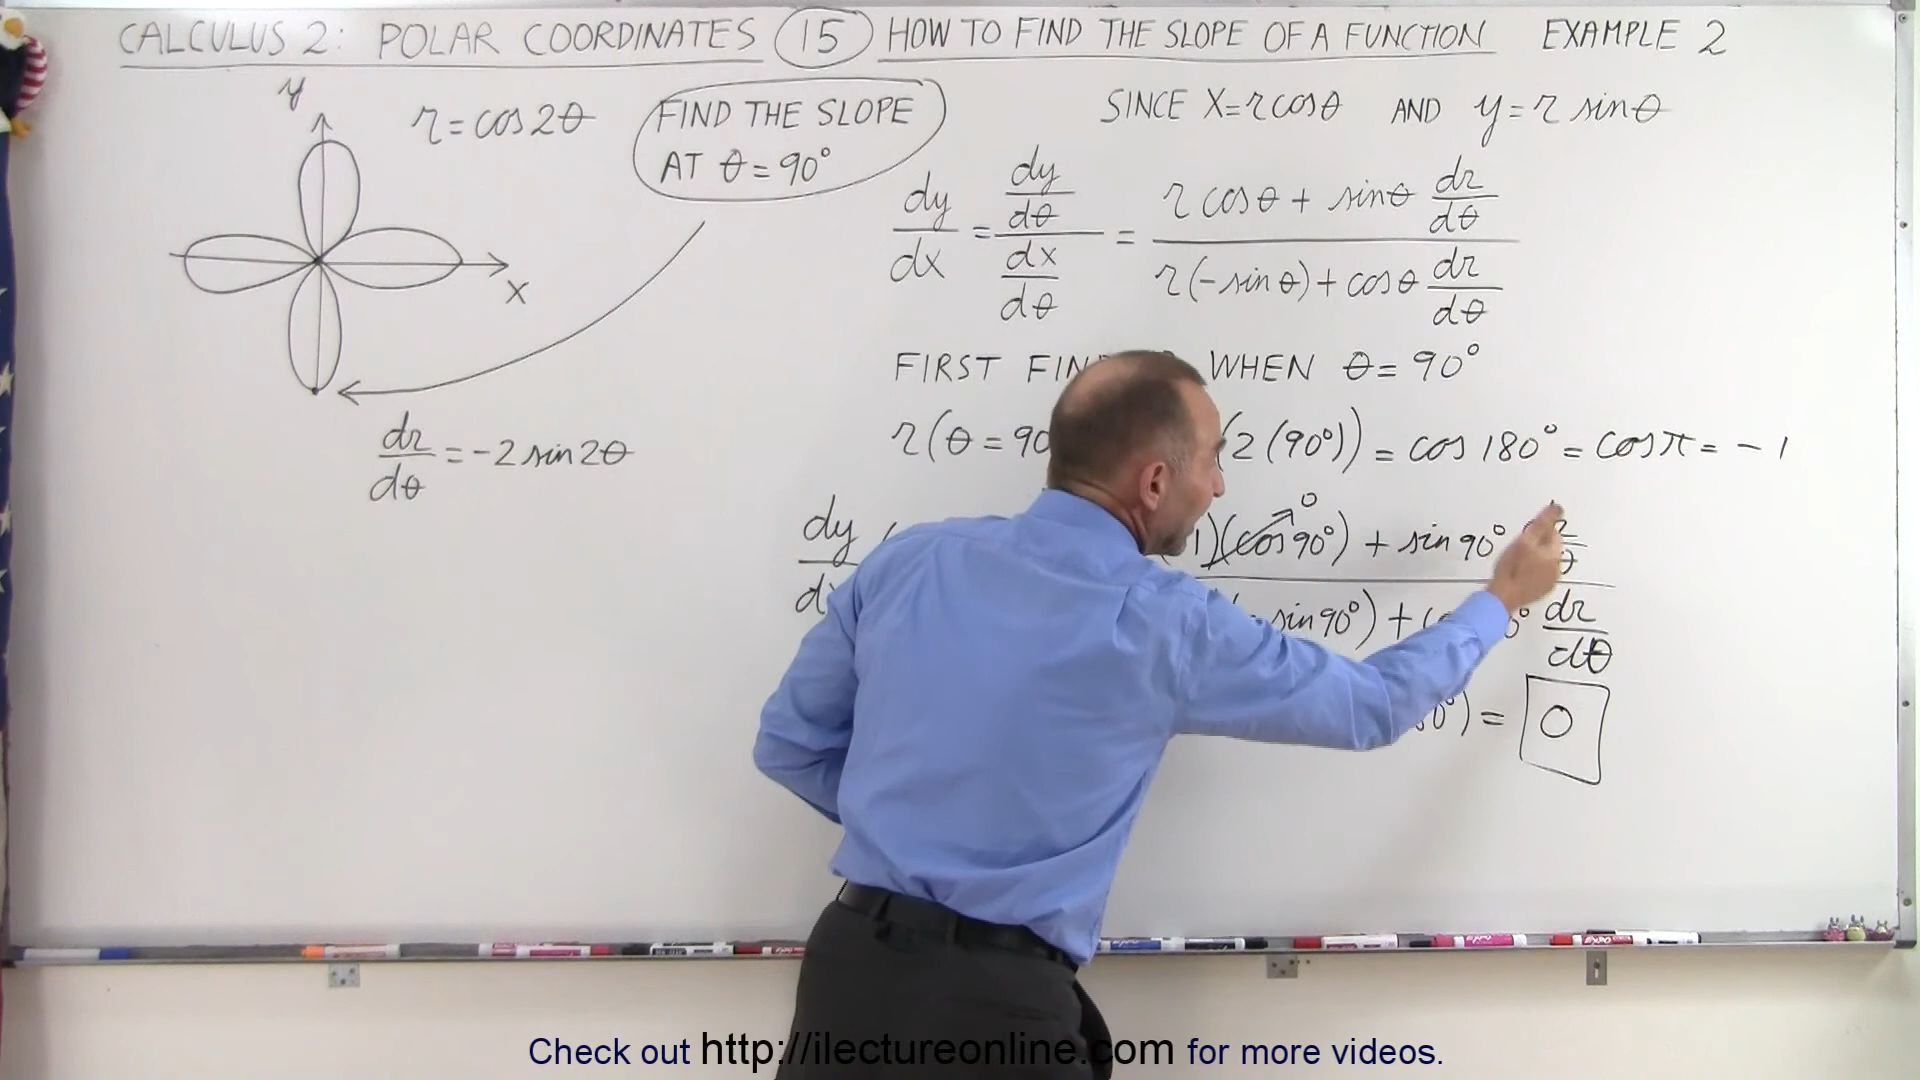 CALCULUS 2: POLAR COORDINATES 15 HOW TO FIND THE SLOPE OF A FUNCTION EXAMPLE 2
y
x
r = cos 2θ
FIND THE SLOPE
AT θ = 90°
dr/dθ = -2 sin 2θ
SINCE X = r cos θ AND y = r sin θ
dy/dx = (dy/dθ)/(dx/dθ) = (r cos θ + sin θ dr/dθ)/(r(-sin θ) + cos θ dr/dθ)
FIRST WHEN θ = 90°
r(θ = 90 (2(90°)) = cos 180° = cos π = -1
dy 1)(cos 90°) 0 + sin 90°
sin 90°) + dr/dθ
) = 0
Check out http://ilectureonline.com for more videos.